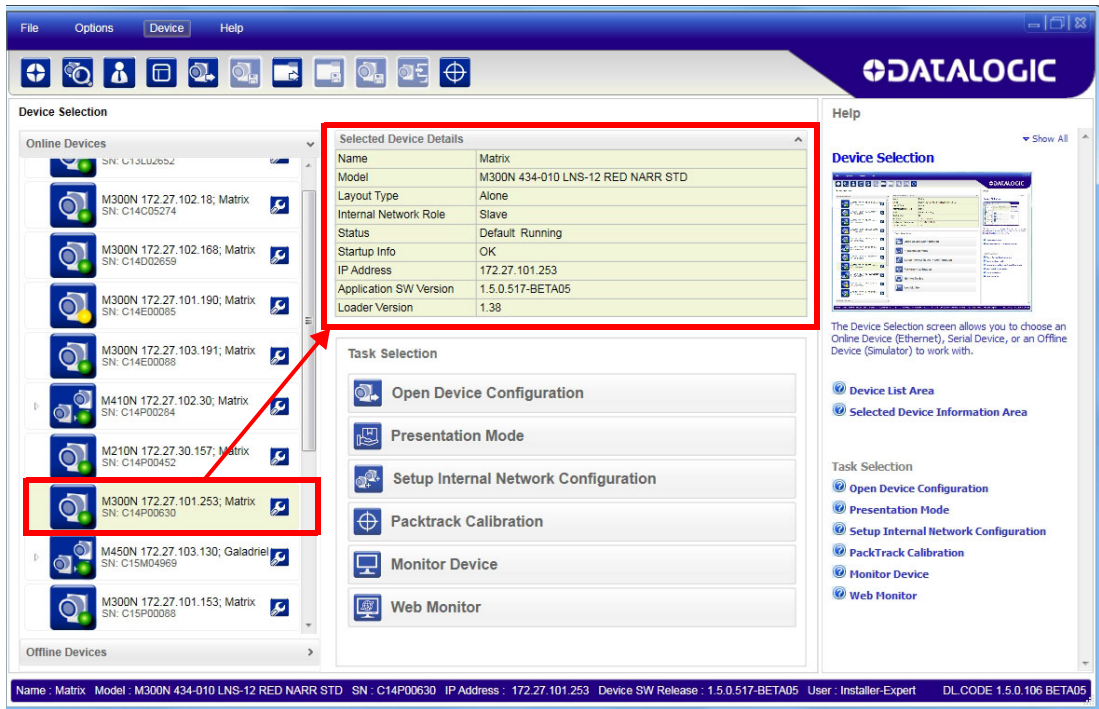 File Options Device Help
DATALOGIC
Device Selection
Online Devices
SN: C13L02652
M300N 172.27.102.18; Matrix
SN: C14C05274
M300N 172.27.102.168; Matrix
SN: C14D02659
M300N 172.27.101.190; Matrix
SN: C14E00085
M300N 172.27.103.191; Matrix
SN: C14E00088
M410N 172.27.102.30; Matrix
SN: C14P00284
M210N 172.27.30.157; Matrix
SN: C14P00452
M300N 172.27.101.253; Matrix
SN: C14P00630
M450N 172.27.103.130; Galadriel
SN: C15M04969
M300N 172.27.101.153; Matrix
SN: C15P00088
Offline Devices
Selected Device Details
Name Matrix
Model M300N 434-010 LNS-12 RED NARR STD
Layout Type Alone
Internal Network Role Slave
Status Default Running
Startup Info OK
IP Address 172.27.101.253
Application SW Version 1.5.0.517-BETA05
Loader Version 1.38
Task Selection
Open Device Configuration
Presentation Mode
Setup Internal Network Configuration
Packtrack Calibration
Monitor Device
Web Monitor
Help
Show All
Device Selection
The Device Selection screen allows you to choose an
Online Device (Ethernet), Serial Device, or an Offline
Device (Simulator) to work with.
Device List Area
Selected Device Information Area
Task Selection
Open Device Configuration
Presentation Mode
Setup Internal Network Configuration
PackTrack Calibration
Monitor Device
Web Monitor
Name : Matrix Model : M300N 434-010 LNS-12 RED NARR STD SN : C14P00630 IP Address : 172.27.101.253 Device SW Release : 1.5.0.517-BETA05 User : Installer-Expert DL.CODE 1.5.0.106 BETA05